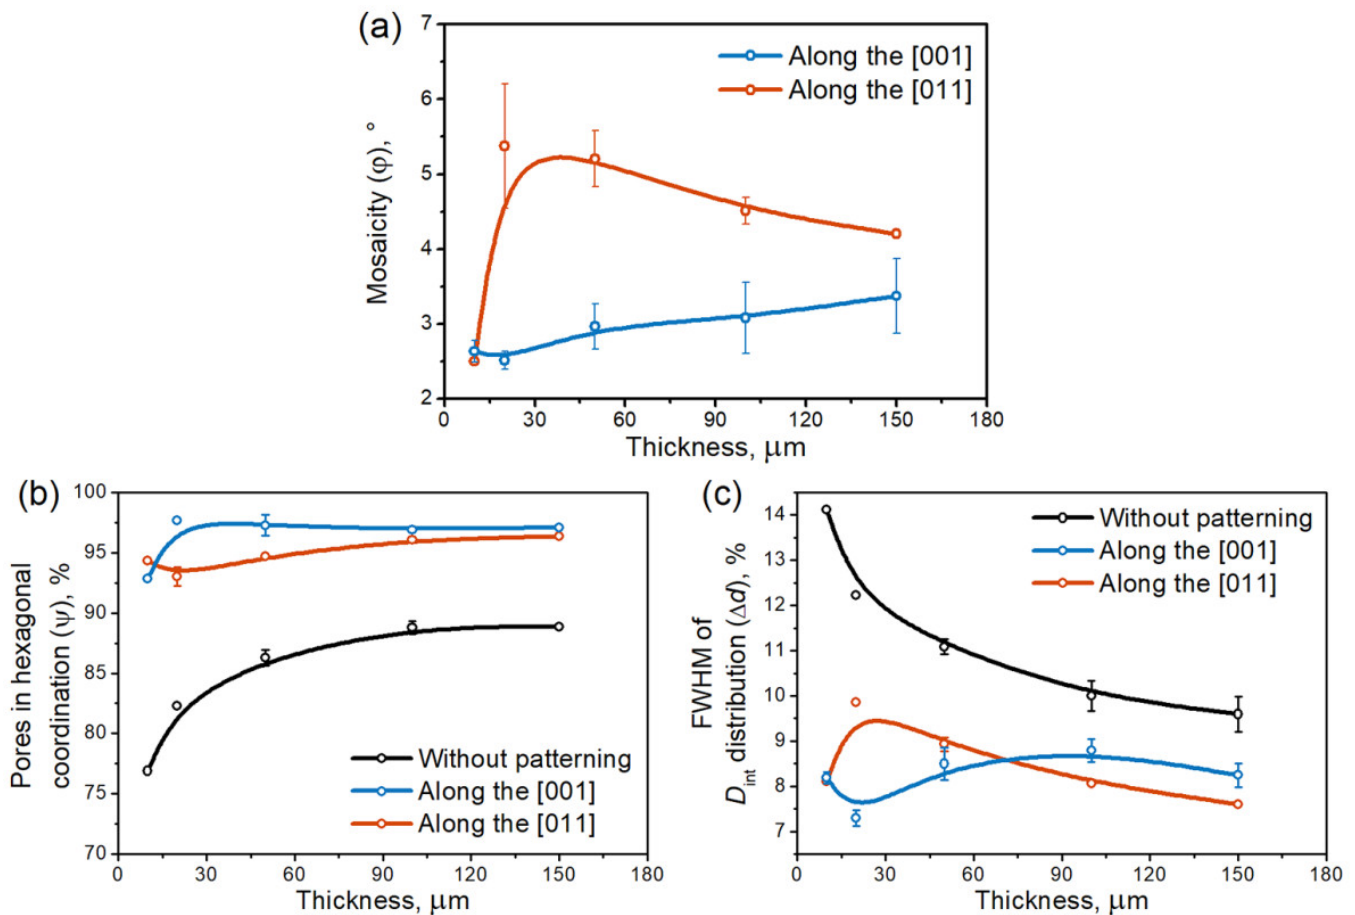 (a)
7
6
5
4
3
2
Mosaicity (φ), °
Along the [001]
Along the [011]
0 30 60 90 120 150 180
Thickness, μm
(b)
100
95
90
85
80
75
70
Pores in hexagonal
coordination (ψ), %
Without patterning
Along the [001]
Along the [011]
0 30 60 90 120 150 180
Thickness, μm
(c)
14
13
12
11
10
9
8
7
FWHM of
D_int distribution (Δd), %
Without patterning
Along the [001]
Along the [011]
0 30 60 90 120 150 180
Thickness, μm